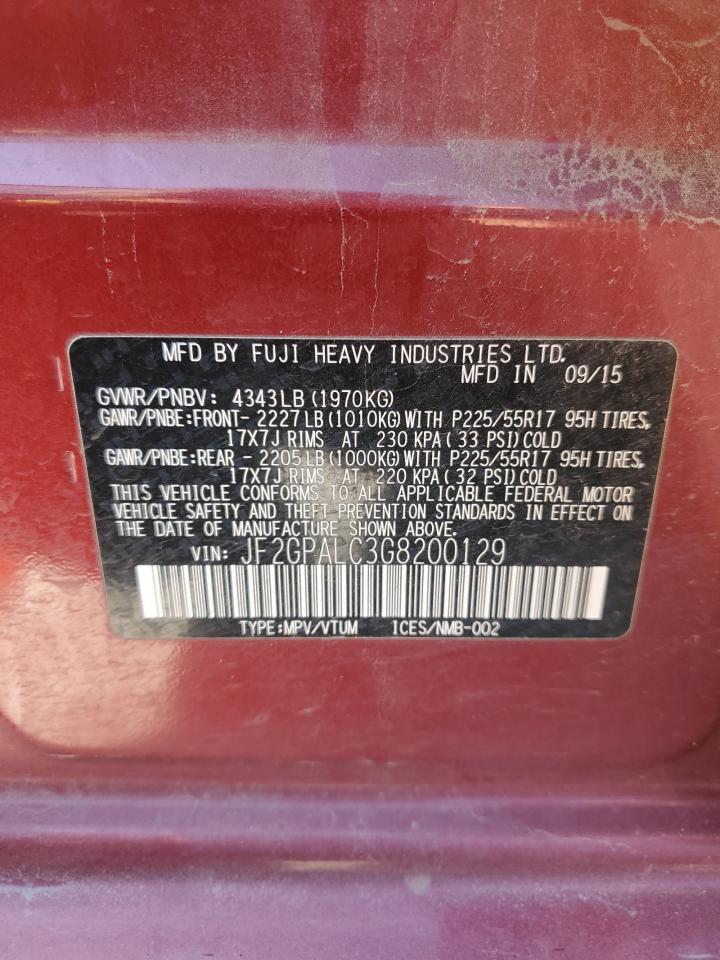 MFD BY FUJI HEAVY INDUSTRIES LTD.
MFD IN 09/15
GVWR/PNBV: 4343LB (1970KG)
GAWR/PNBE:FRONT- 2227LB (1010KG) WITH P225/55R17 95H TIRES,
17X7J RIMS AT 230 KPA ( 33 PSI) COLD
GAWR/PNBE:REAR - 2205LB (1000KG) WITH P225/55R17 95H TIRES,
17X7J RIMS AT 220 KPA ( 32 PSI) COLD
THIS VEHICLE CONFORMS TO ALL APPLICABLE FEDERAL MOTOR
VEHICLE SAFETY AND THEFT PREVENTION STANDARDS IN EFFECT ON
THE DATE OF MANUFACTURE SHOWN ABOVE.
VIN: JF2GPALC3G8200129
TYPE:MPV/VTUM ICES/NMB-002